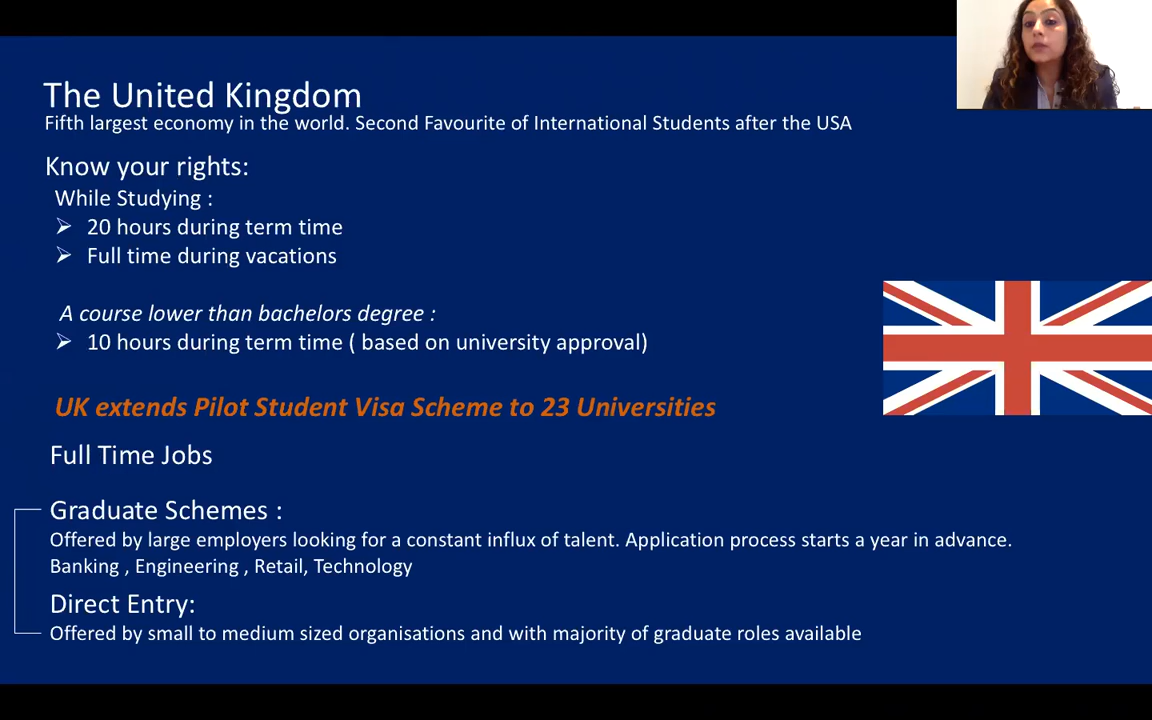 The United Kingdom
Fifth largest economy in the world. Second Favourite of International Students after the USA
Know your rights:
While Studying :
➢ 20 hours during term time
➢ Full time during vacations
A course lower than bachelors degree :
➢ 10 hours during term time ( based on university approval)
UK extends Pilot Student Visa Scheme to 23 Universities
Full Time Jobs
Graduate Schemes :
Offered by large employers looking for a constant influx of talent. Application process starts a year in advance.
Banking , Engineering , Retail, Technology
Direct Entry:
Offered by small to medium sized organisations and with majority of graduate roles available